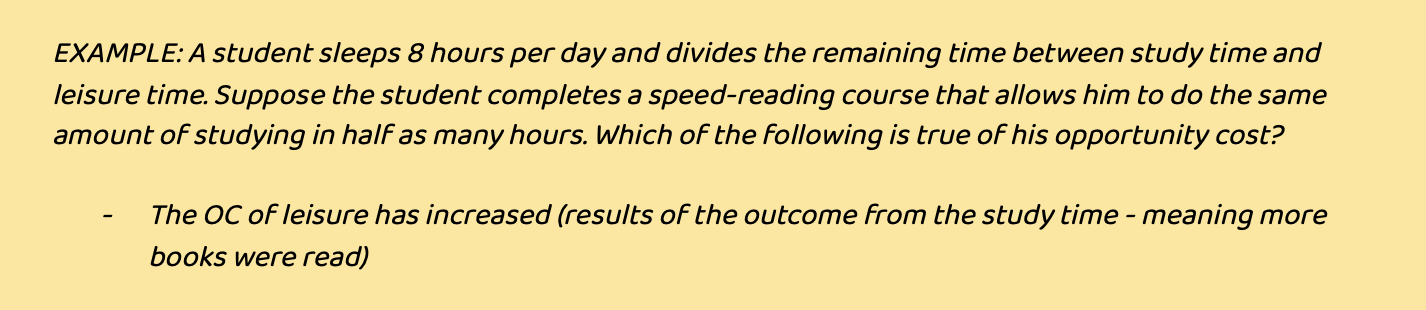 EXAMPLE: A student sleeps 8 hours per day and divides the remaining time between study time and
leisure time. Suppose the student completes a speed-reading course that allows him to do the same
amount of studying in half as many hours. Which of the following is true of his opportunity cost?
- The OC of leisure has increased (results of the outcome from the study time - meaning more
books were read)